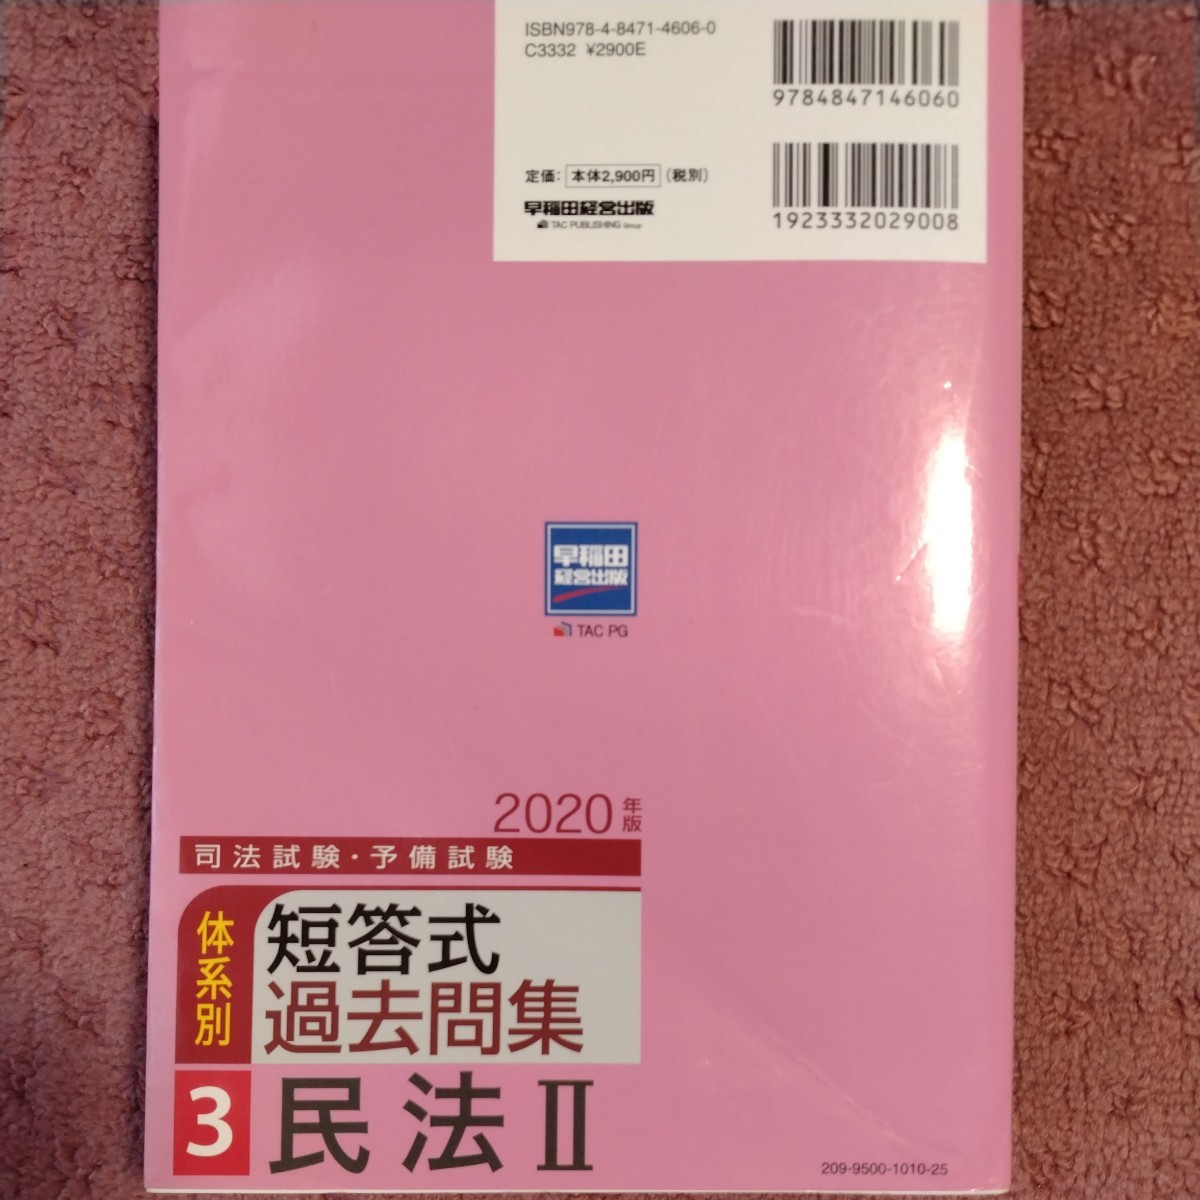 ISBN978-4-8471-4606-0
C3332 ¥2900E
9784847146060
定価: 本体2,900円 (税別)
早稲田経営出版
TAC PUBLISHING Group
1923332029008
早稲田
経営出版
TAC PG
2020年版
司法試験・予備試験
体系別
短答式
過去問集
3 民法Ⅱ
209-9500-1010-25